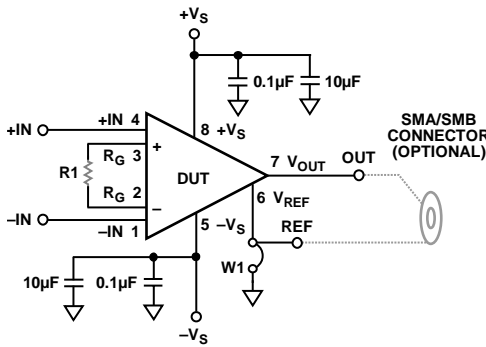 +VS
0.1µF
10µF
+IN
+IN 4
8 +VS
RG 3
+
R1
DUT
7 VOUT
OUT
SMA/SMB
CONNECTOR
(OPTIONAL)
RG 2
–
6 VREF
–IN
–IN 1
5
–VS
REF
W1
10µF
0.1µF
–VS